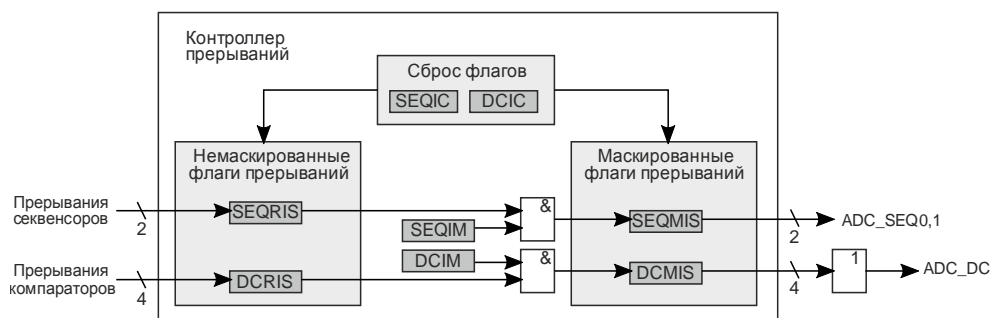 Контроллер
прерываний
Сброс флагов
SEQIC
DCIC
Немаскированные
флаги прерываний
Маскированные
флаги прерываний
Прерывания
секвенсоров
2
SEQRIS
SEQIM
&
SEQMIS
2
ADC_SEQ0,1
Прерывания
компараторов
4
DCRIS
DCIM
&
DCMIS
4
1
ADC_DC